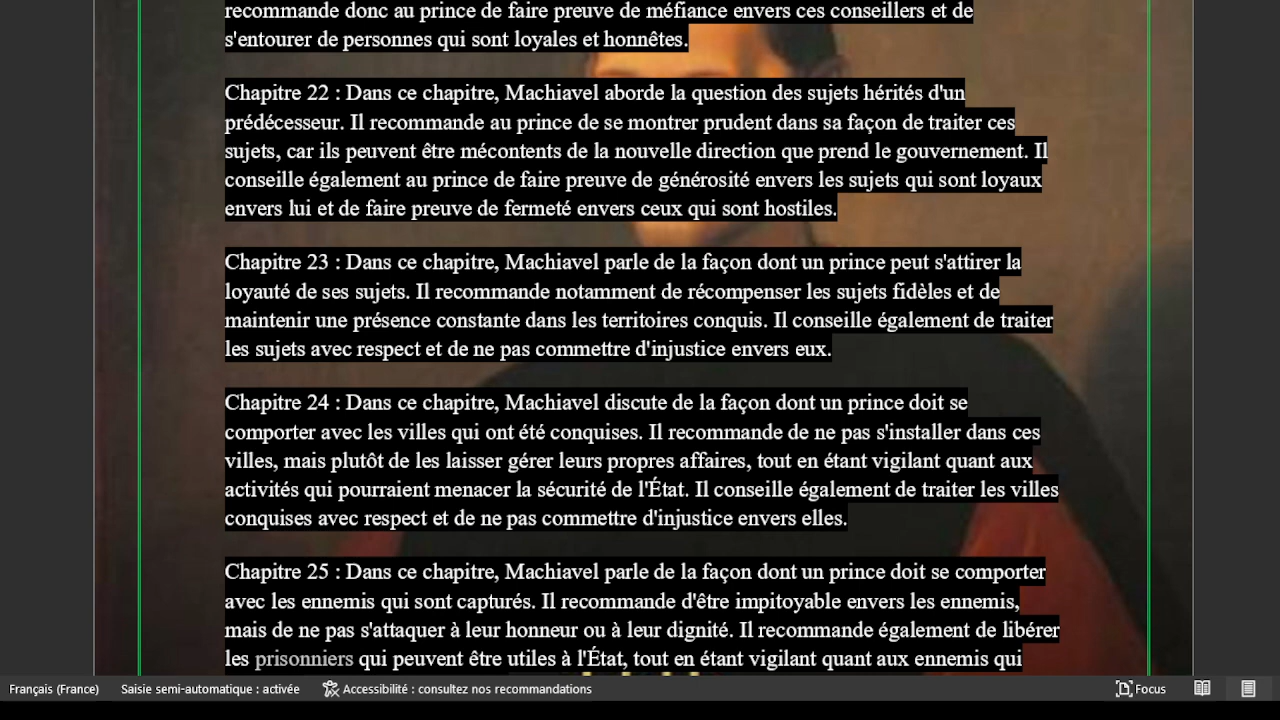 recommande donc au prince de faire preuve de méfiance envers ces conseillers et de
s'entourer de personnes qui sont loyales et honnêtes.
Chapitre 22 : Dans ce chapitre, Machiavel aborde la question des sujets hérités d'un
prédécesseur. Il recommande au prince de se montrer prudent dans sa façon de traiter ces
sujets, car ils peuvent être mécontents de la nouvelle direction que prend le gouvernement. Il
conseille également au prince de faire preuve de générosité envers les sujets qui sont loyaux
envers lui et de faire preuve de fermeté envers ceux qui sont hostiles.
Chapitre 23 : Dans ce chapitre, Machiavel parle de la façon dont un prince peut s'attirer la
loyauté de ses sujets. Il recommande notamment de récompenser les sujets fidèles et de
maintenir une présence constante dans les territoires conquis. Il conseille également de traiter
les sujets avec respect et de ne pas commettre d'injustice envers eux.
Chapitre 24 : Dans ce chapitre, Machiavel discute de la façon dont un prince doit se
comporter avec les villes qui ont été conquises. Il recommande de ne pas s'installer dans ces
villes, mais plutôt de les laisser gérer leurs propres affaires, tout en étant vigilant quant aux
activités qui pourraient menacer la sécurité de l'État. Il conseille également de traiter les villes
conquises avec respect et de ne pas commettre d'injustice envers elles.
Chapitre 25 : Dans ce chapitre, Machiavel parle de la façon dont un prince doit se comporter
avec les ennemis qui sont capturés. Il recommande d'être impitoyable envers les ennemis,
mais de ne pas s'attaquer à leur honneur ou à leur dignité. Il recommande également de libérer
les prisonniers qui peuvent être utiles à l'État, tout en étant vigilant quant aux ennemis qui
Français (France) Saisie semi-automatique : activée Accessibilité : consultez nos recommandations Focus